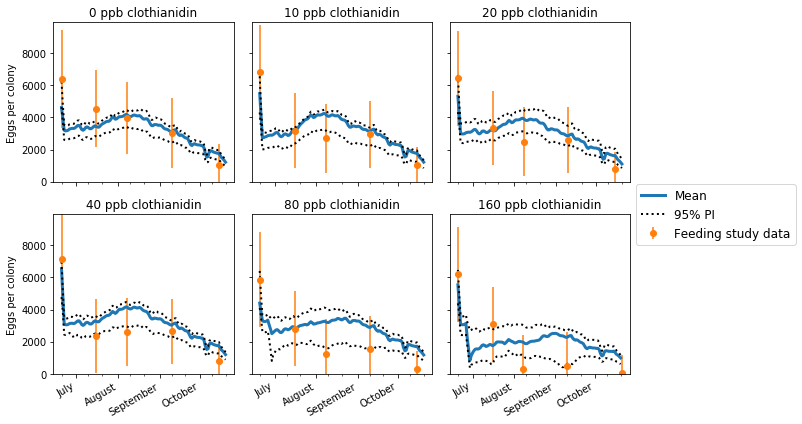 0 ppb clothianidin
10 ppb clothianidin
20 ppb clothianidin
8000
6000
4000
2000
0
Eggs per colony
40 ppb clothianidin
80 ppb clothianidin
160 ppb clothianidin
8000
6000
4000
2000
0
Eggs per colony
July
August
September
October
July
August
September
October
July
August
September
October
Mean
95% PI
Feeding study data